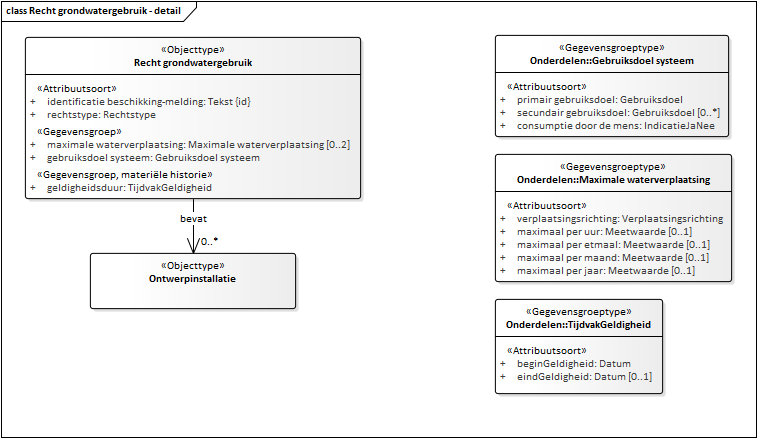 class Recht grondwatergebruik - detail
«Objecttype»
Recht grondwatergebruik
«Attribuutsoort»
+ identificatie beschikking-melding: Tekst {id}
+ rechtstype: Rechtstype
«Gegevensgroep»
+ maximale waterverplaatsing: Maximale waterverplaatsing [0..2]
+ gebruiksdoel systeem: Gebruiksdoel systeem
«Gegevensgroep, materiële historie»
+ geldigheidsduur: TijdvakGeldigheid
bevat
0..*
«Objecttype»
Ontwerpinstallatie
«Gegevensgroeptype»
Onderdelen::Gebruiksdoel systeem
«Attribuutsoort»
+ primair gebruiksdoel: Gebruiksdoel
+ secundair gebruiksdoel: Gebruiksdoel [0..*]
+ consumptie door de mens: IndicatieJaNee
«Gegevensgroeptype»
Onderdelen::Maximale waterverplaatsing
«Attribuutsoort»
+ verplaatsingsrichting: Verplaatsingsrichting
+ maximaal per uur: Meetwaarde [0..1]
+ maximaal per etmaal: Meetwaarde [0..1]
+ maximaal per maand: Meetwaarde [0..1]
+ maximaal per jaar: Meetwaarde [0..1]
«Gegevensgroeptype»
Onderdelen::TijdvakGeldigheid
«Attribuutsoort»
+ beginGeldigheid: Datum
+ eindGeldigheid: Datum [0..1]